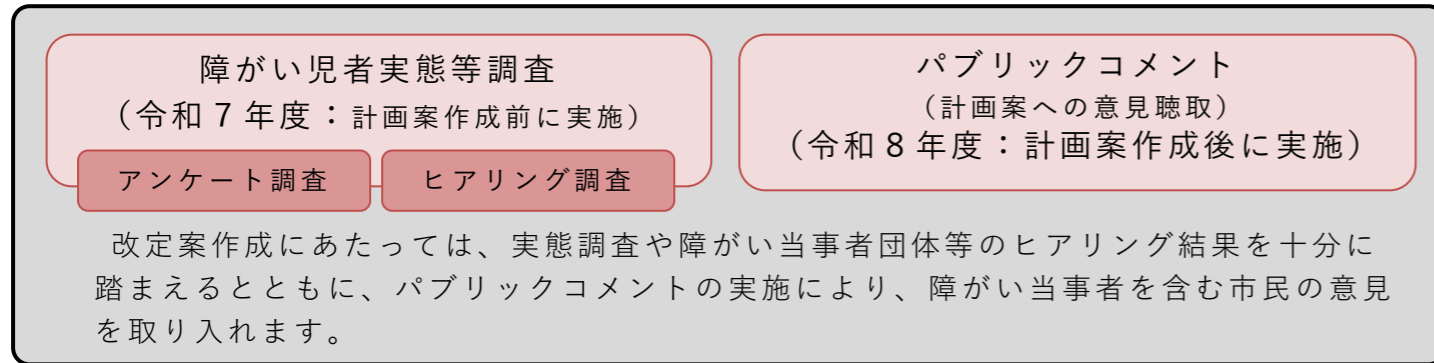 障がい児者実態等調査
（令和７年度：計画案作成前に実施）
アンケート調査
ヒアリング調査
パブリックコメント
（計画案への意見聴取）
（令和８年度：計画案作成後に実施）
改定案作成にあたっては、実態調査や障がい当事者団体等のヒアリング結果を十分に
踏まえるとともに、パブリックコメントの実施により、障がい当事者を含む市民の意見
を取り入れます。